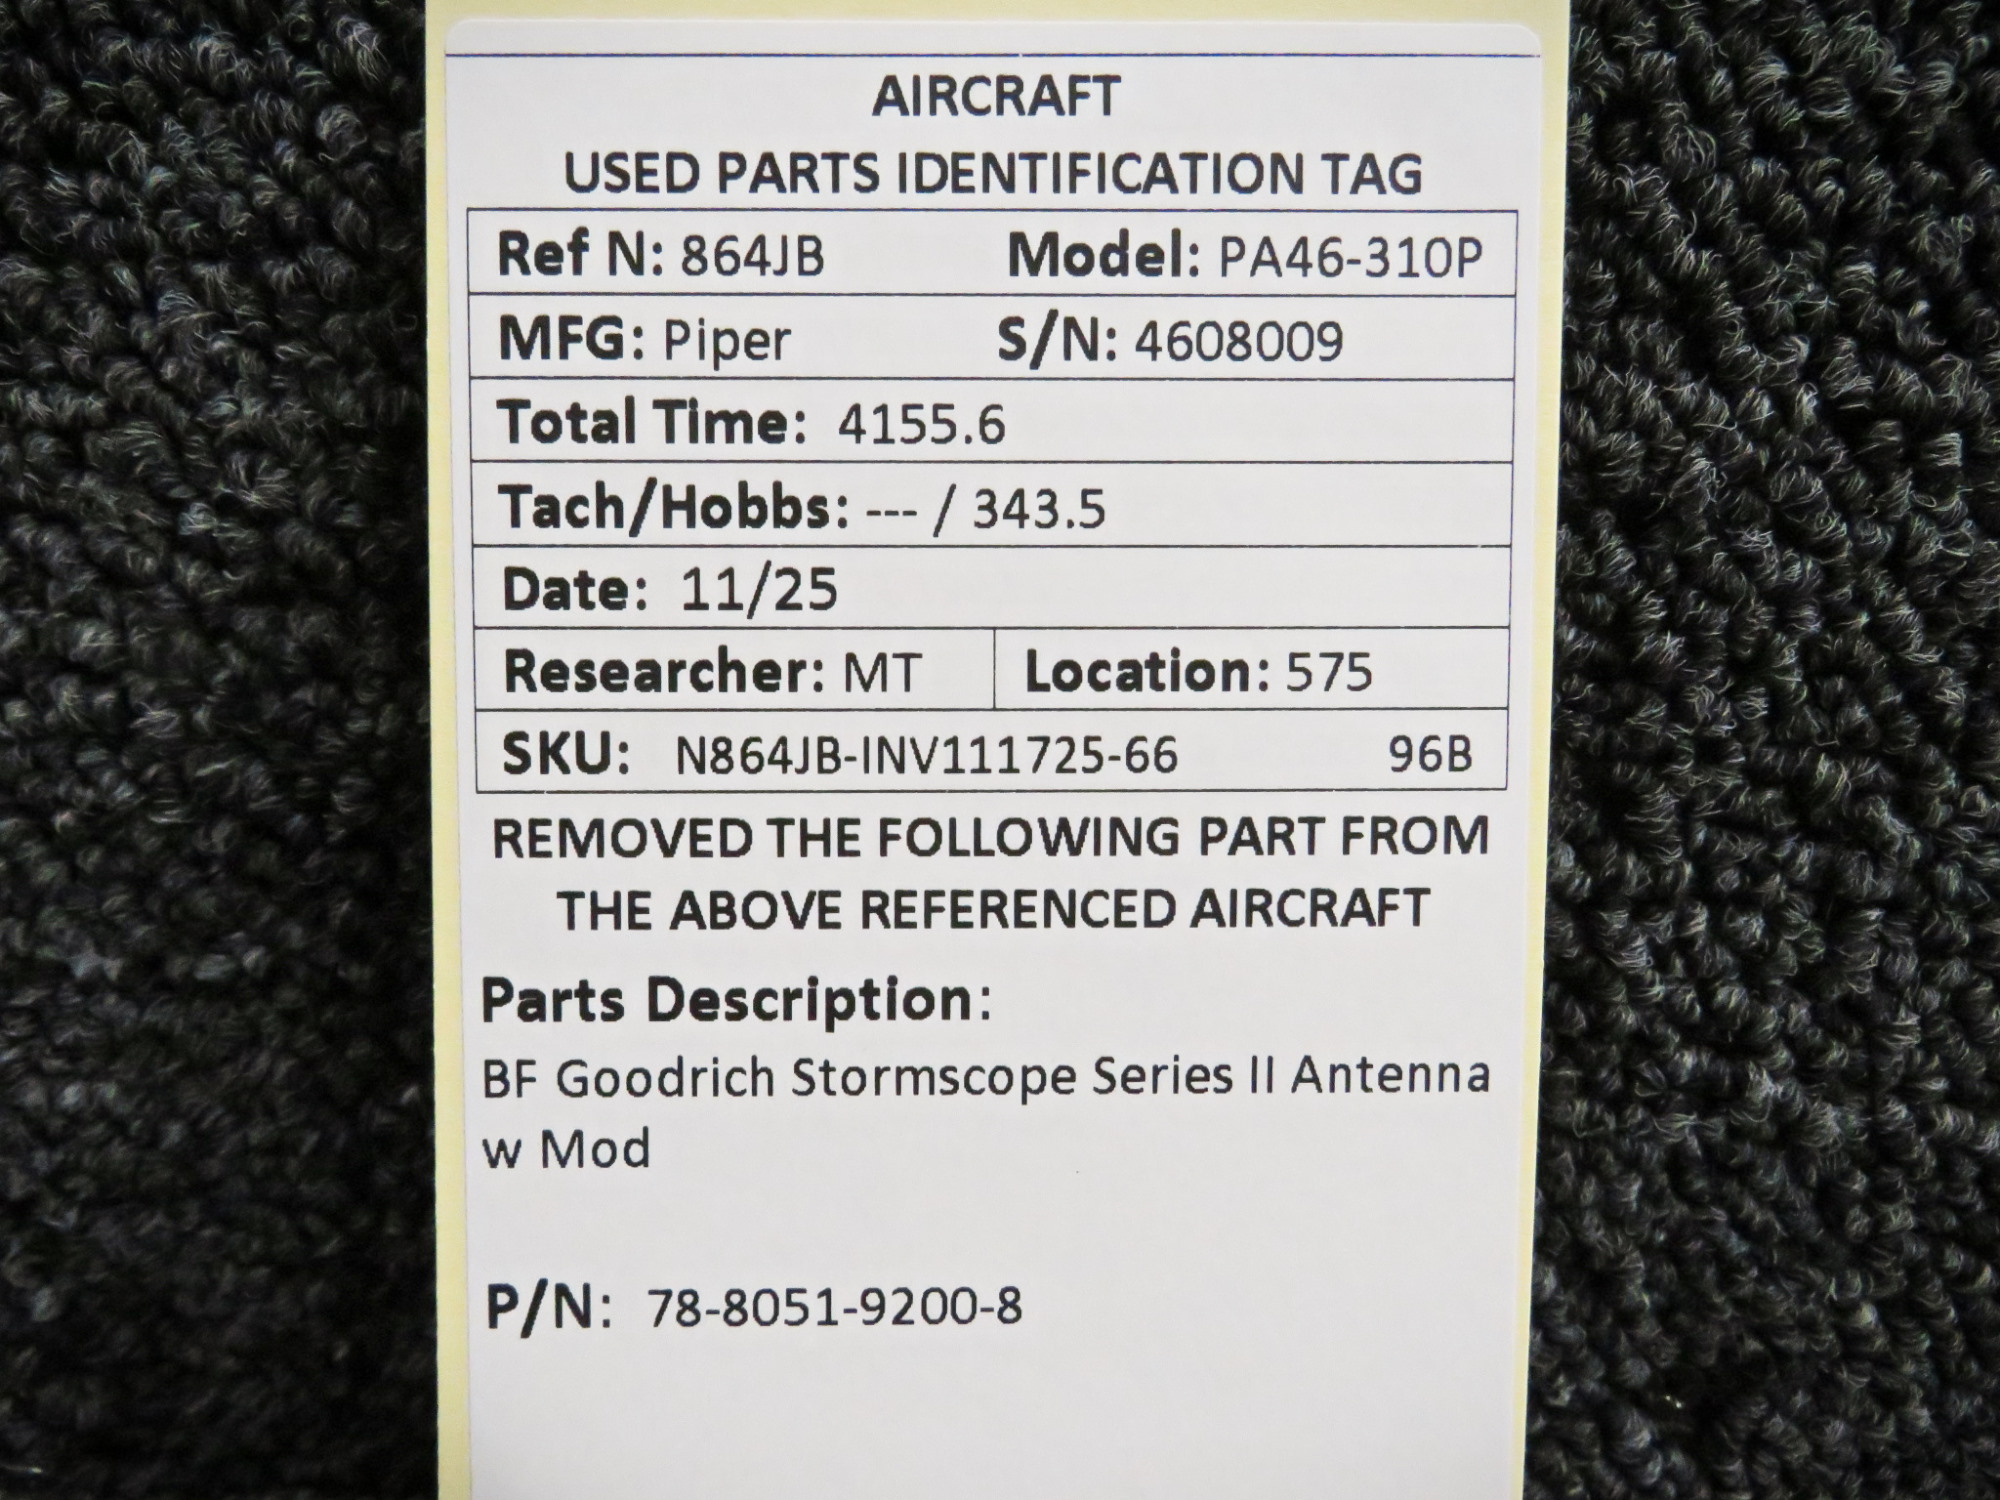 AIRCRAFT
USED PARTS IDENTIFICATION TAG
Ref N: 864JB Model: PA46-310P
MFG: Piper S/N: 4608009
Total Time: 4155.6
Tach/Hobbs: --- / 343.5
Date: 11/25
Researcher: MT Location: 575
SKU: N864JB-INV111725-66 96B
REMOVED THE FOLLOWING PART FROM
THE ABOVE REFERENCED AIRCRAFT
Parts Description:
BF Goodrich Stormscope Series II Antenna
w Mod
P/N: 78-8051-9200-8